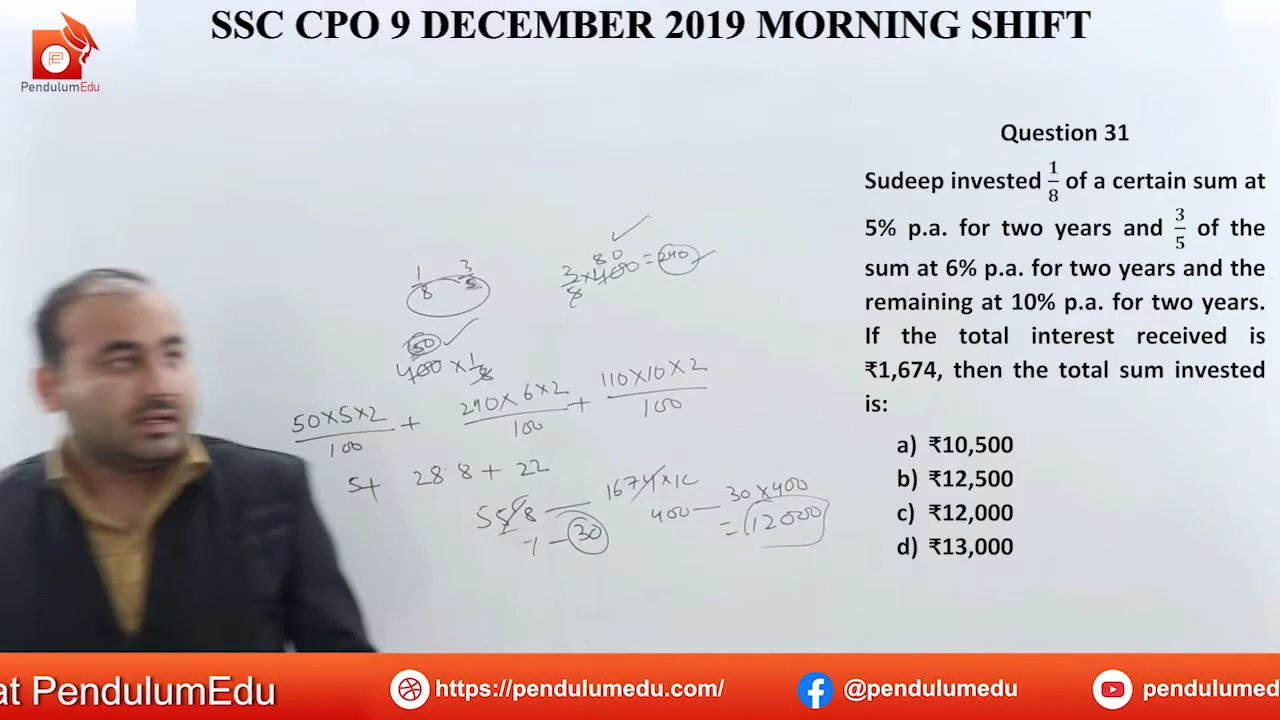 SSC CPO 9 DECEMBER 2019 MORNING SHIFT
PendulumEdu
Question 31
Sudeep invested 1/8 of a certain sum at
5% p.a. for two years and 3/5 of the
sum at 6% p.a. for two years and the
remaining at 10% p.a. for two years.
If the total interest received is
₹1,674, then the total sum invested
is:
a) ₹10,500
b) ₹12,500
c) ₹12,000
d) ₹13,000
1/8 3/5
80
400 = 240
50
400 × 1/8
50×5×2/100 + 240×6×2/100 + 110×10×2/100
5+ 28.8 + 22
55.8 —
1 — 30
400 — 30×400
= 12000
at PendulumEdu
https://pendulumedu.com/
@pendulumedu
pendulumed